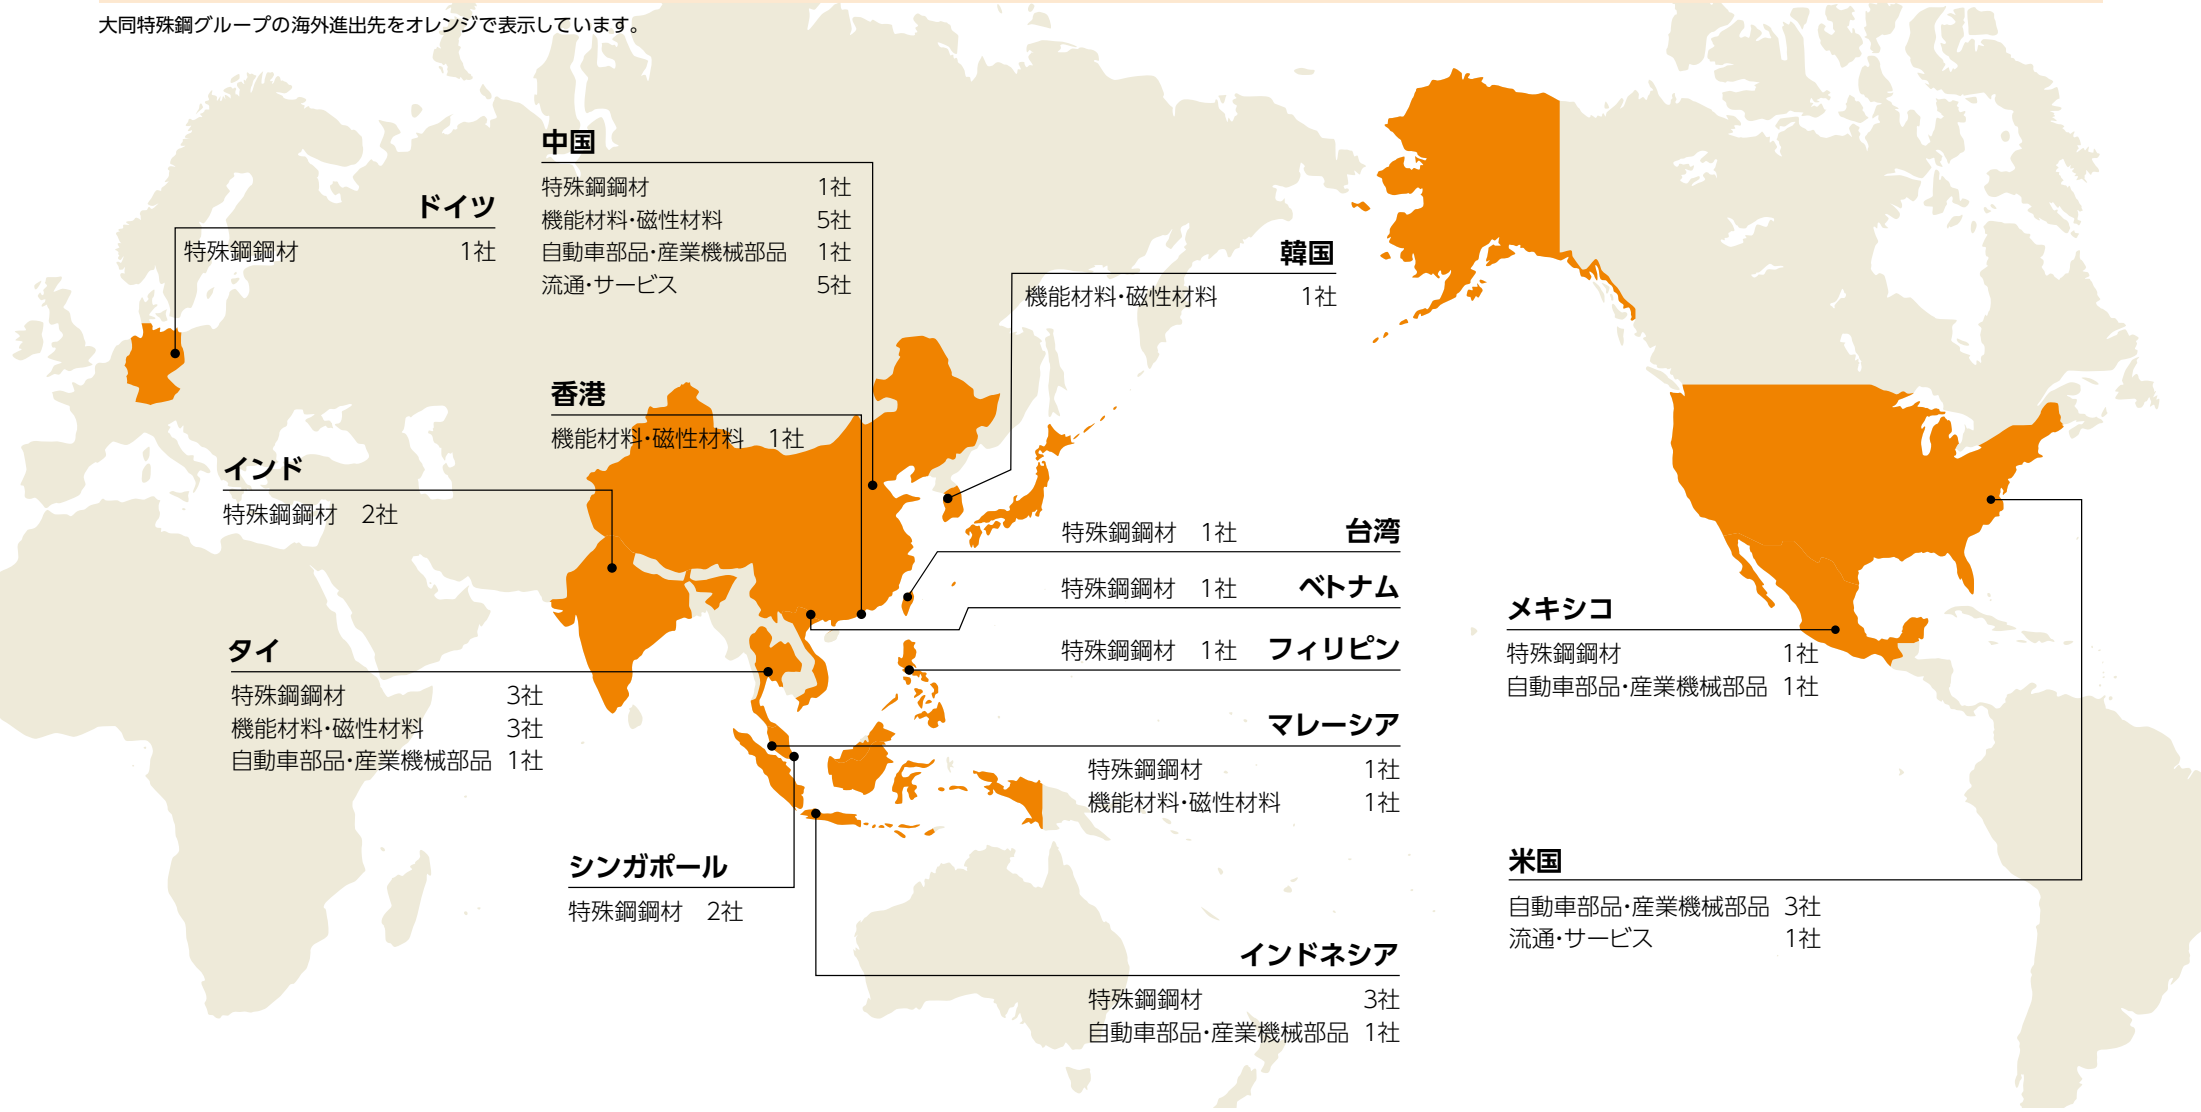 大同特殊鋼グループの海外進出先をオレンジで表示しています。
中国
特殊鋼鋼材 1社
機能材料・磁性材料 5社
自動車部品・産業機械部品 1社
流通・サービス 5社
ドイツ
特殊鋼鋼材 1社
韓国
機能材料・磁性材料 1社
香港
機能材料・磁性材料 1社
インド
特殊鋼鋼材 2社
特殊鋼鋼材 1社 台湾
特殊鋼鋼材 1社 ベトナム
特殊鋼鋼材 1社 フィリピン
タイ
特殊鋼鋼材 3社
機能材料・磁性材料 3社
自動車部品・産業機械部品 1社
マレーシア
特殊鋼鋼材 1社
機能材料・磁性材料 1社
メキシコ
特殊鋼鋼材 1社
自動車部品・産業機械部品 1社
シンガポール
特殊鋼鋼材 2社
米国
自動車部品・産業機械部品 3社
流通・サービス 1社
インドネシア
特殊鋼鋼材 3社
自動車部品・産業機械部品 1社